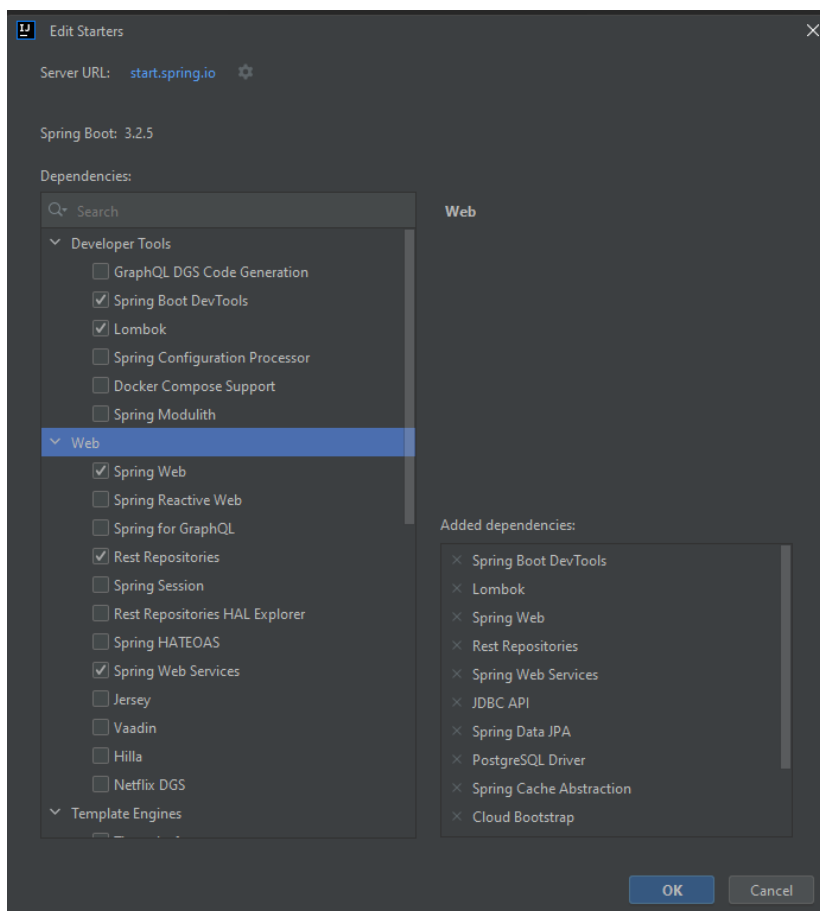 Edit Starters
Server URL: start.spring.io
Spring Boot: 3.2.5
Dependencies:
Search
Web
Developer Tools
GraphQL DGS Code Generation
Spring Boot DevTools
Lombok
Spring Configuration Processor
Docker Compose Support
Spring Modulith
Web
Spring Web
Spring Reactive Web
Spring for GraphQL
Rest Repositories
Spring Session
Rest Repositories HAL Explorer
Spring HATEOAS
Spring Web Services
Jersey
Vaadin
Hilla
Netflix DGS
Template Engines
Added dependencies:
Spring Boot DevTools
Lombok
Spring Web
Rest Repositories
Spring Web Services
JDBC API
Spring Data JPA
PostgreSQL Driver
Spring Cache Abstraction
Cloud Bootstrap
OK
Cancel